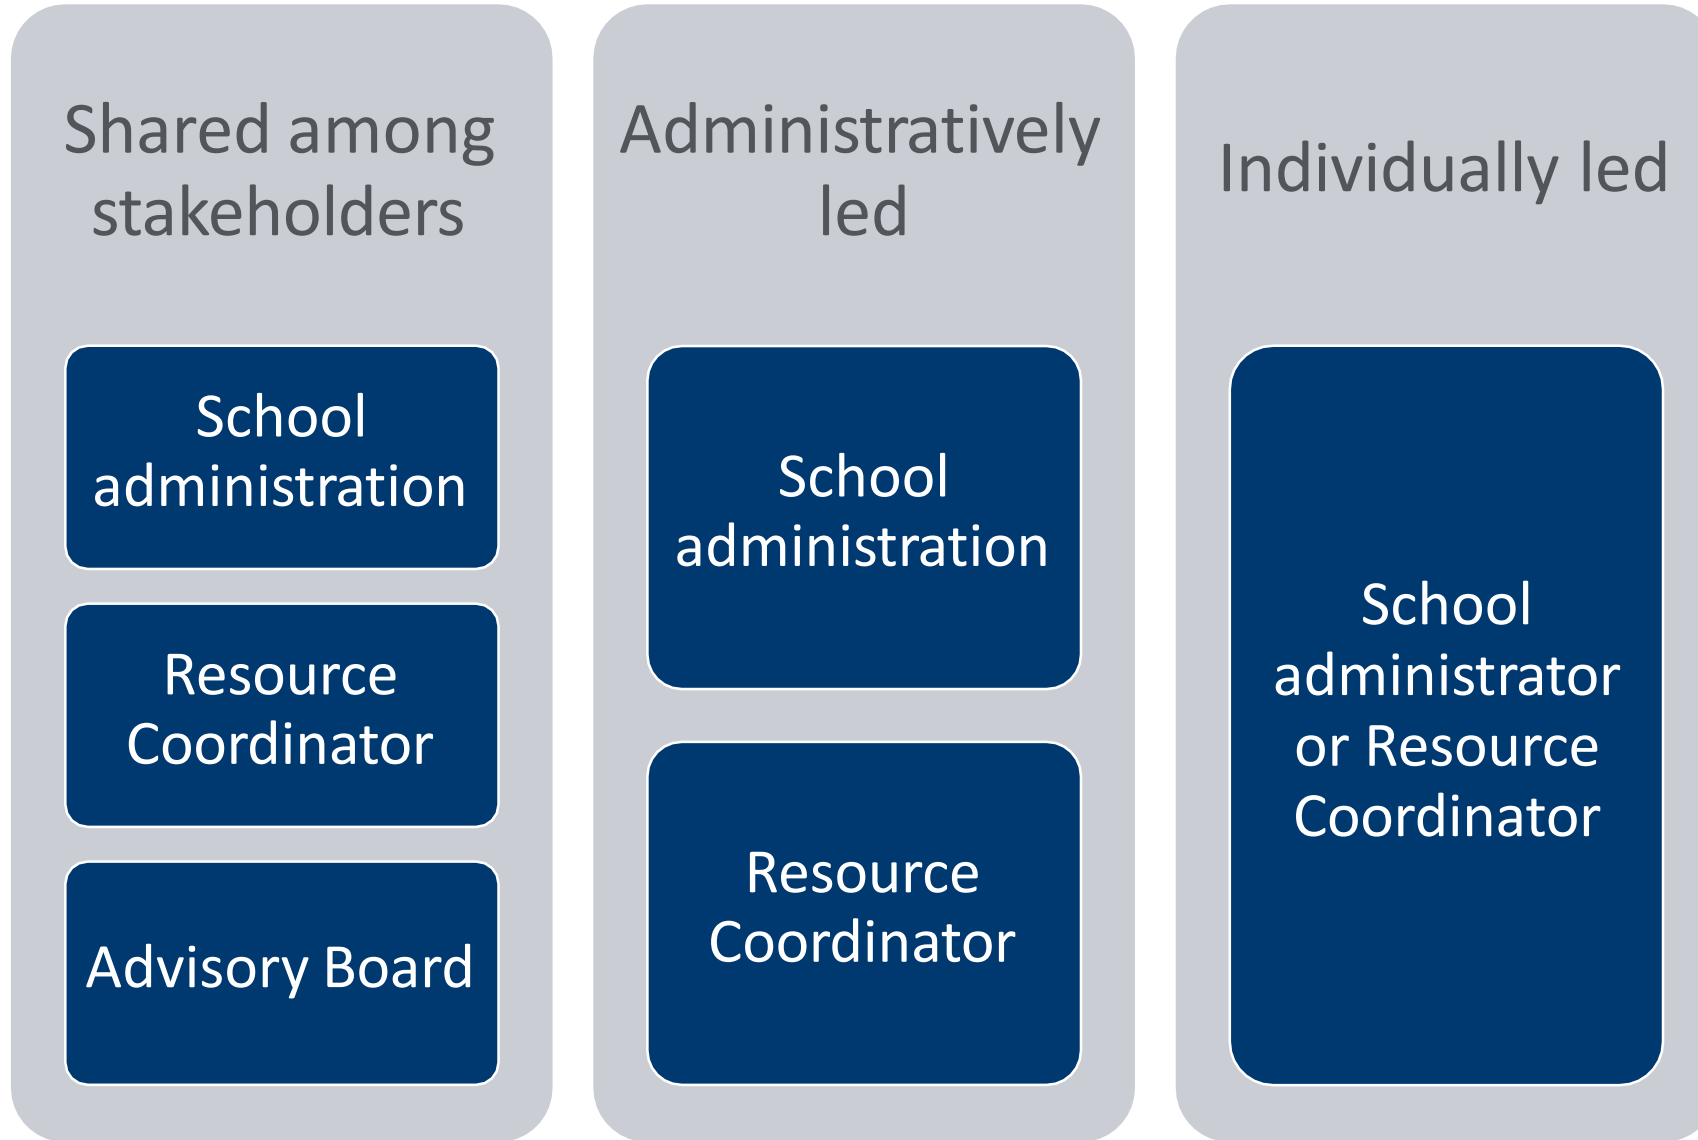 Shared among
stakeholders
School
administration
Resource
Coordinator
Advisory Board
Administratively
led
School
administration
Resource
Coordinator
Individually led
School
administrator
or Resource
Coordinator